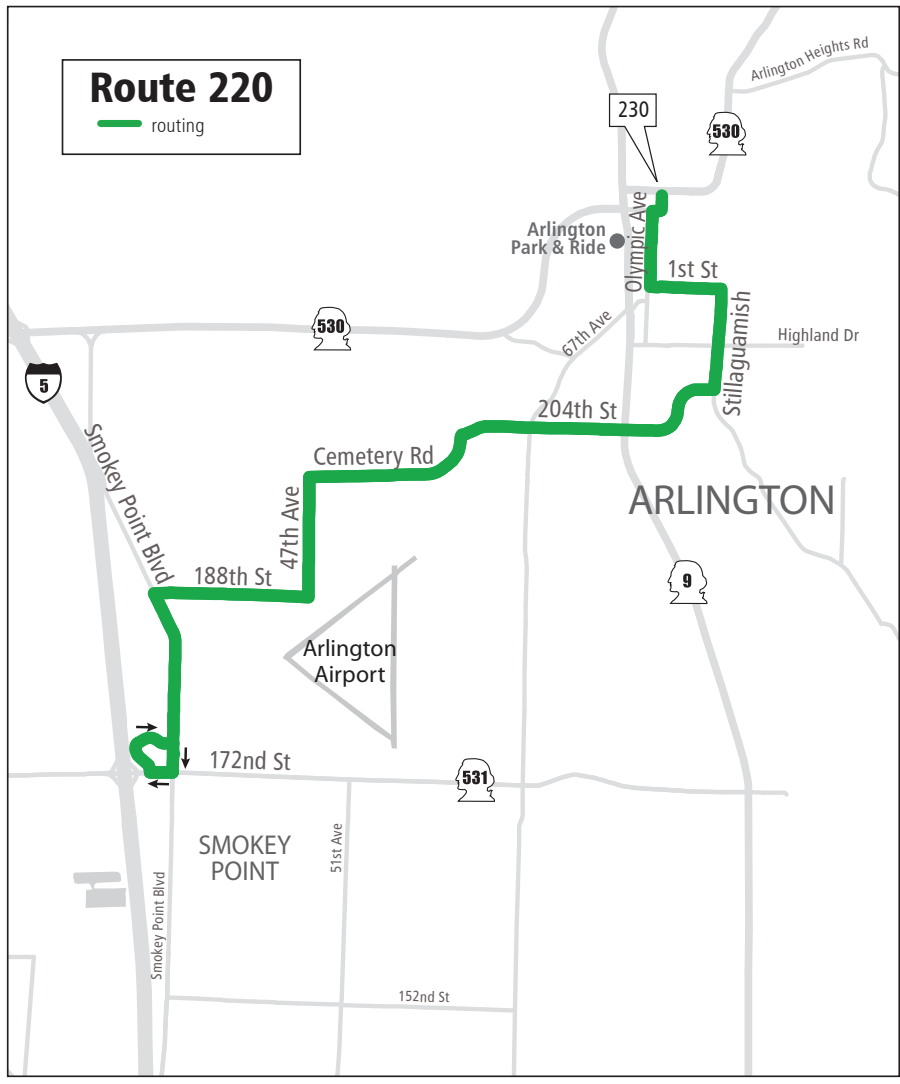 Route 220
routing
Arlington Heights Rd
230
530
Arlington
Park & Ride
Olympic Ave
1st St
Stillaguamish
530
67th Ave
Highland Dr
5
204th St
Smokey Point Blvd
Cemetery Rd
47th Ave
ARLINGTON
188th St
9
Arlington
Airport
172nd St
531
SMOKEY
POINT
51st Ave
Smokey Point Blvd
152nd St